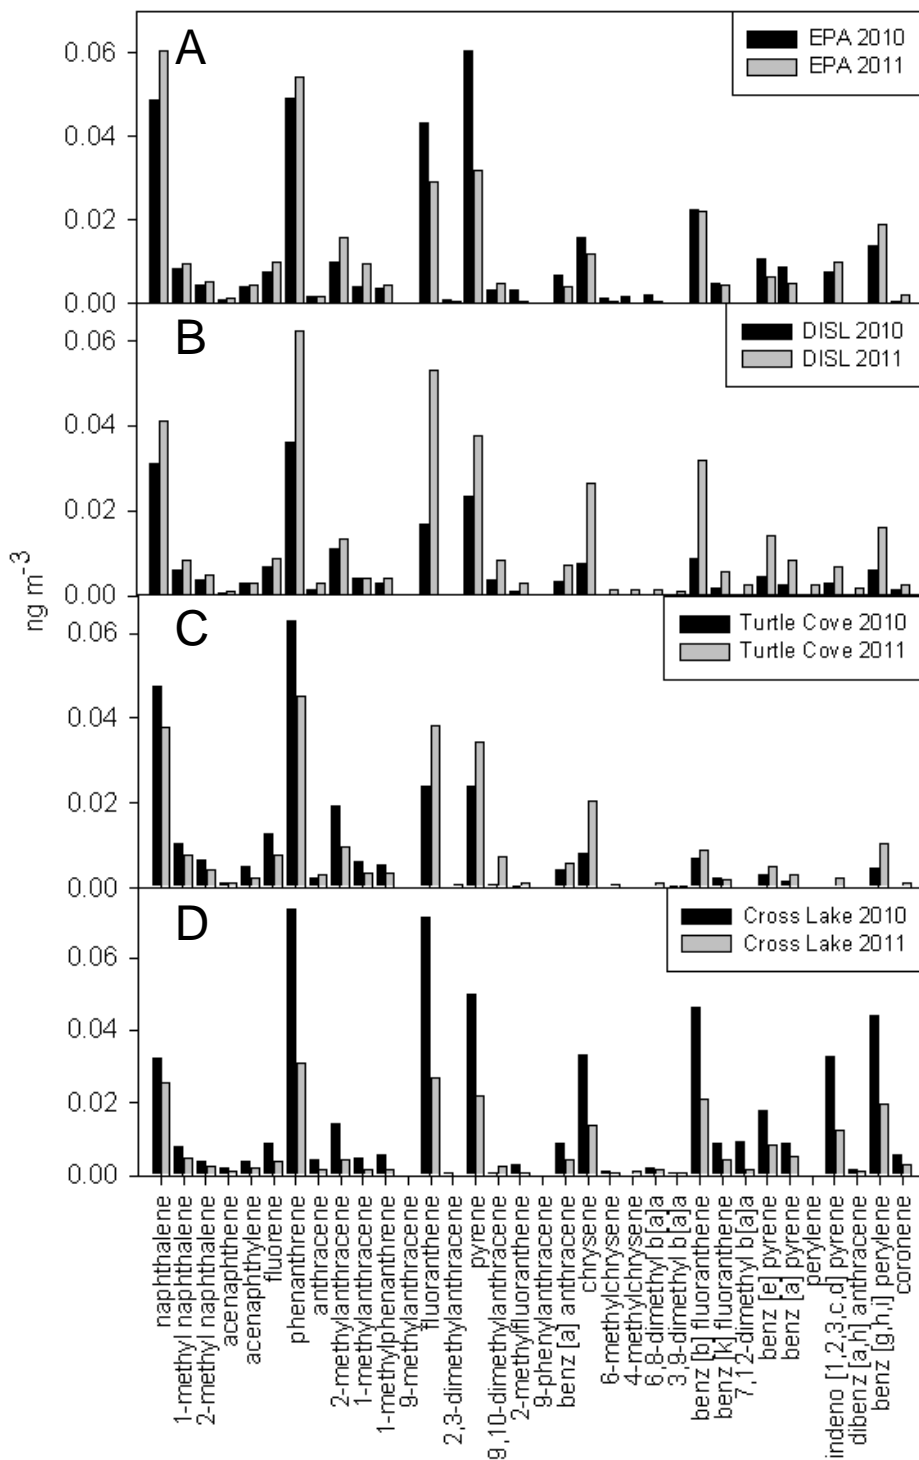 A
EPA 2010
EPA 2011
0.06
0.04
0.02
0.00
B
DISL 2010
DISL 2011
0.06
0.04
0.02
0.00
ng m-3
C
Turtle Cove 2010
Turtle Cove 2011
0.06
0.04
0.02
0.00
D
Cross Lake 2010
Cross Lake 2011
0.06
0.04
0.02
0.00
naphthalene
1-methyl naphthalene
2-methyl naphthalene
acenaphthene
acenaphthylene
fluorene
phenanthrene
anthracene
2-methylanthracene
1-methylanthracene
1-methylphenanthrene
9-methylanthracene
fluoranthene
2,3-dimethylanthracene
pyrene
9,10-dimethylanthracene
2-methylfluoranthene
9-phenylanthracene
benz [a] anthracene
chrysene
6-methylchrysene
4-methylchrysene
6,8-dimethyl b[a]a
3,9-dimethyl b[a]a
benz [b] fluoranthene
benz [k] fluoranthene
7,12-dimethyl b[a]a
benz [e] pyrene
benz [a] pyrene
perylene
indeno [1,2,3,c,d] pyrene
dibenz [a,h] anthracene
benz [g,h,i] perylene
coronene